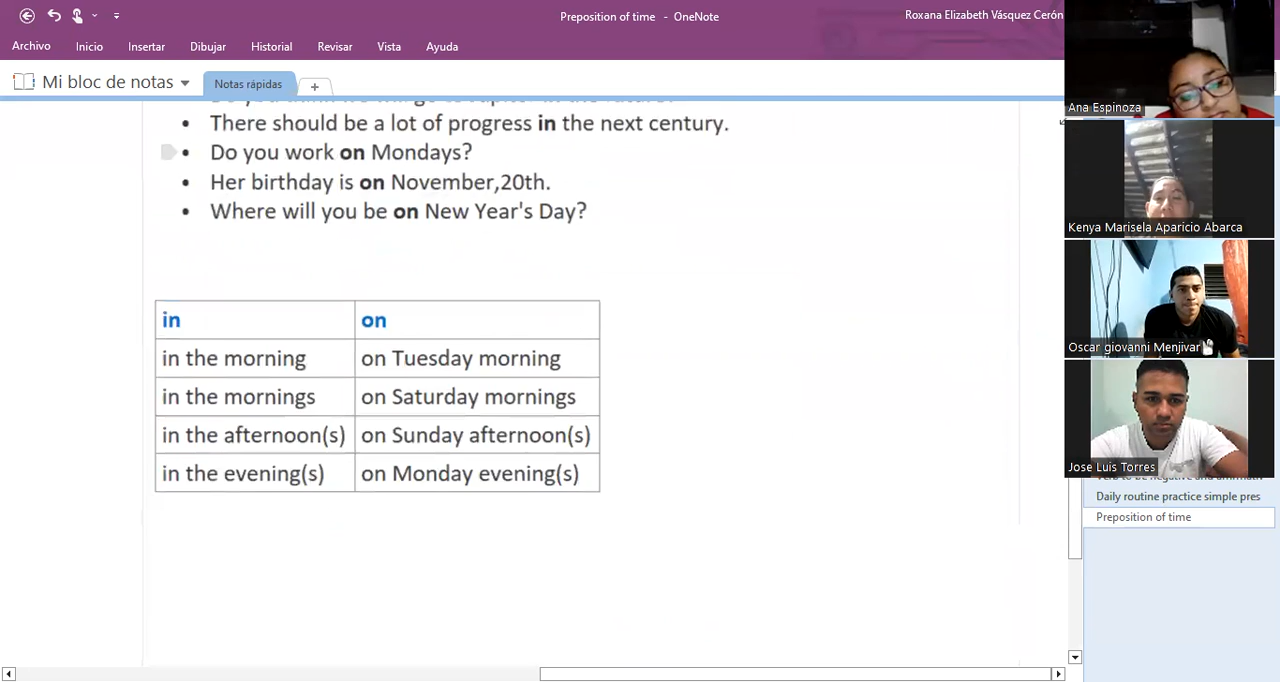 Preposition of time - OneNote
Roxana Elizabeth Vásquez Cerón
Archivo Inicio Insertar Dibujar Historial Revisar Vista Ayuda
Mi bloc de notas Notas rápidas +
• There should be a lot of progress in the next century.
• Do you work on Mondays?
• Her birthday is on November,20th.
• Where will you be on New Year's Day?
in on
in the morning on Tuesday morning
in the mornings on Saturday mornings
in the afternoon(s) on Sunday afternoon(s)
in the evening(s) on Monday evening(s)
Ana Espinoza
Kenya Marisela Aparicio Abarca
Oscar giovanni Menjivar
Jose Luis Torres
Daily routine practice simple pres
Preposition of time